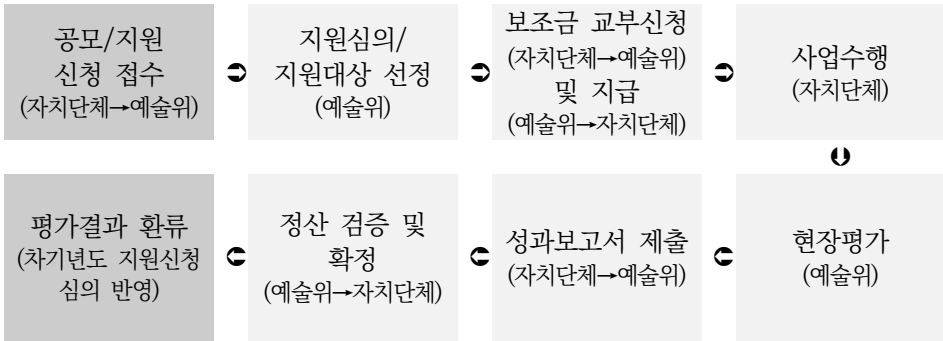 공모/지원
신청 접수
(자치단체→예술위)
➲
지원심의/
지원대상 선정
(예술위)
➲
보조금 교부신청
(자치단체→예술위)
및 지급
(예술위→자치단체)
➲
사업수행
(자치단체)
평가결과 환류
(차기년도 지원신청
심의 반영)
정산 검증 및
확정
(예술위→자치단체)
성과보고서 제출
(자치단체→예술위)
현장평가
(예술위)